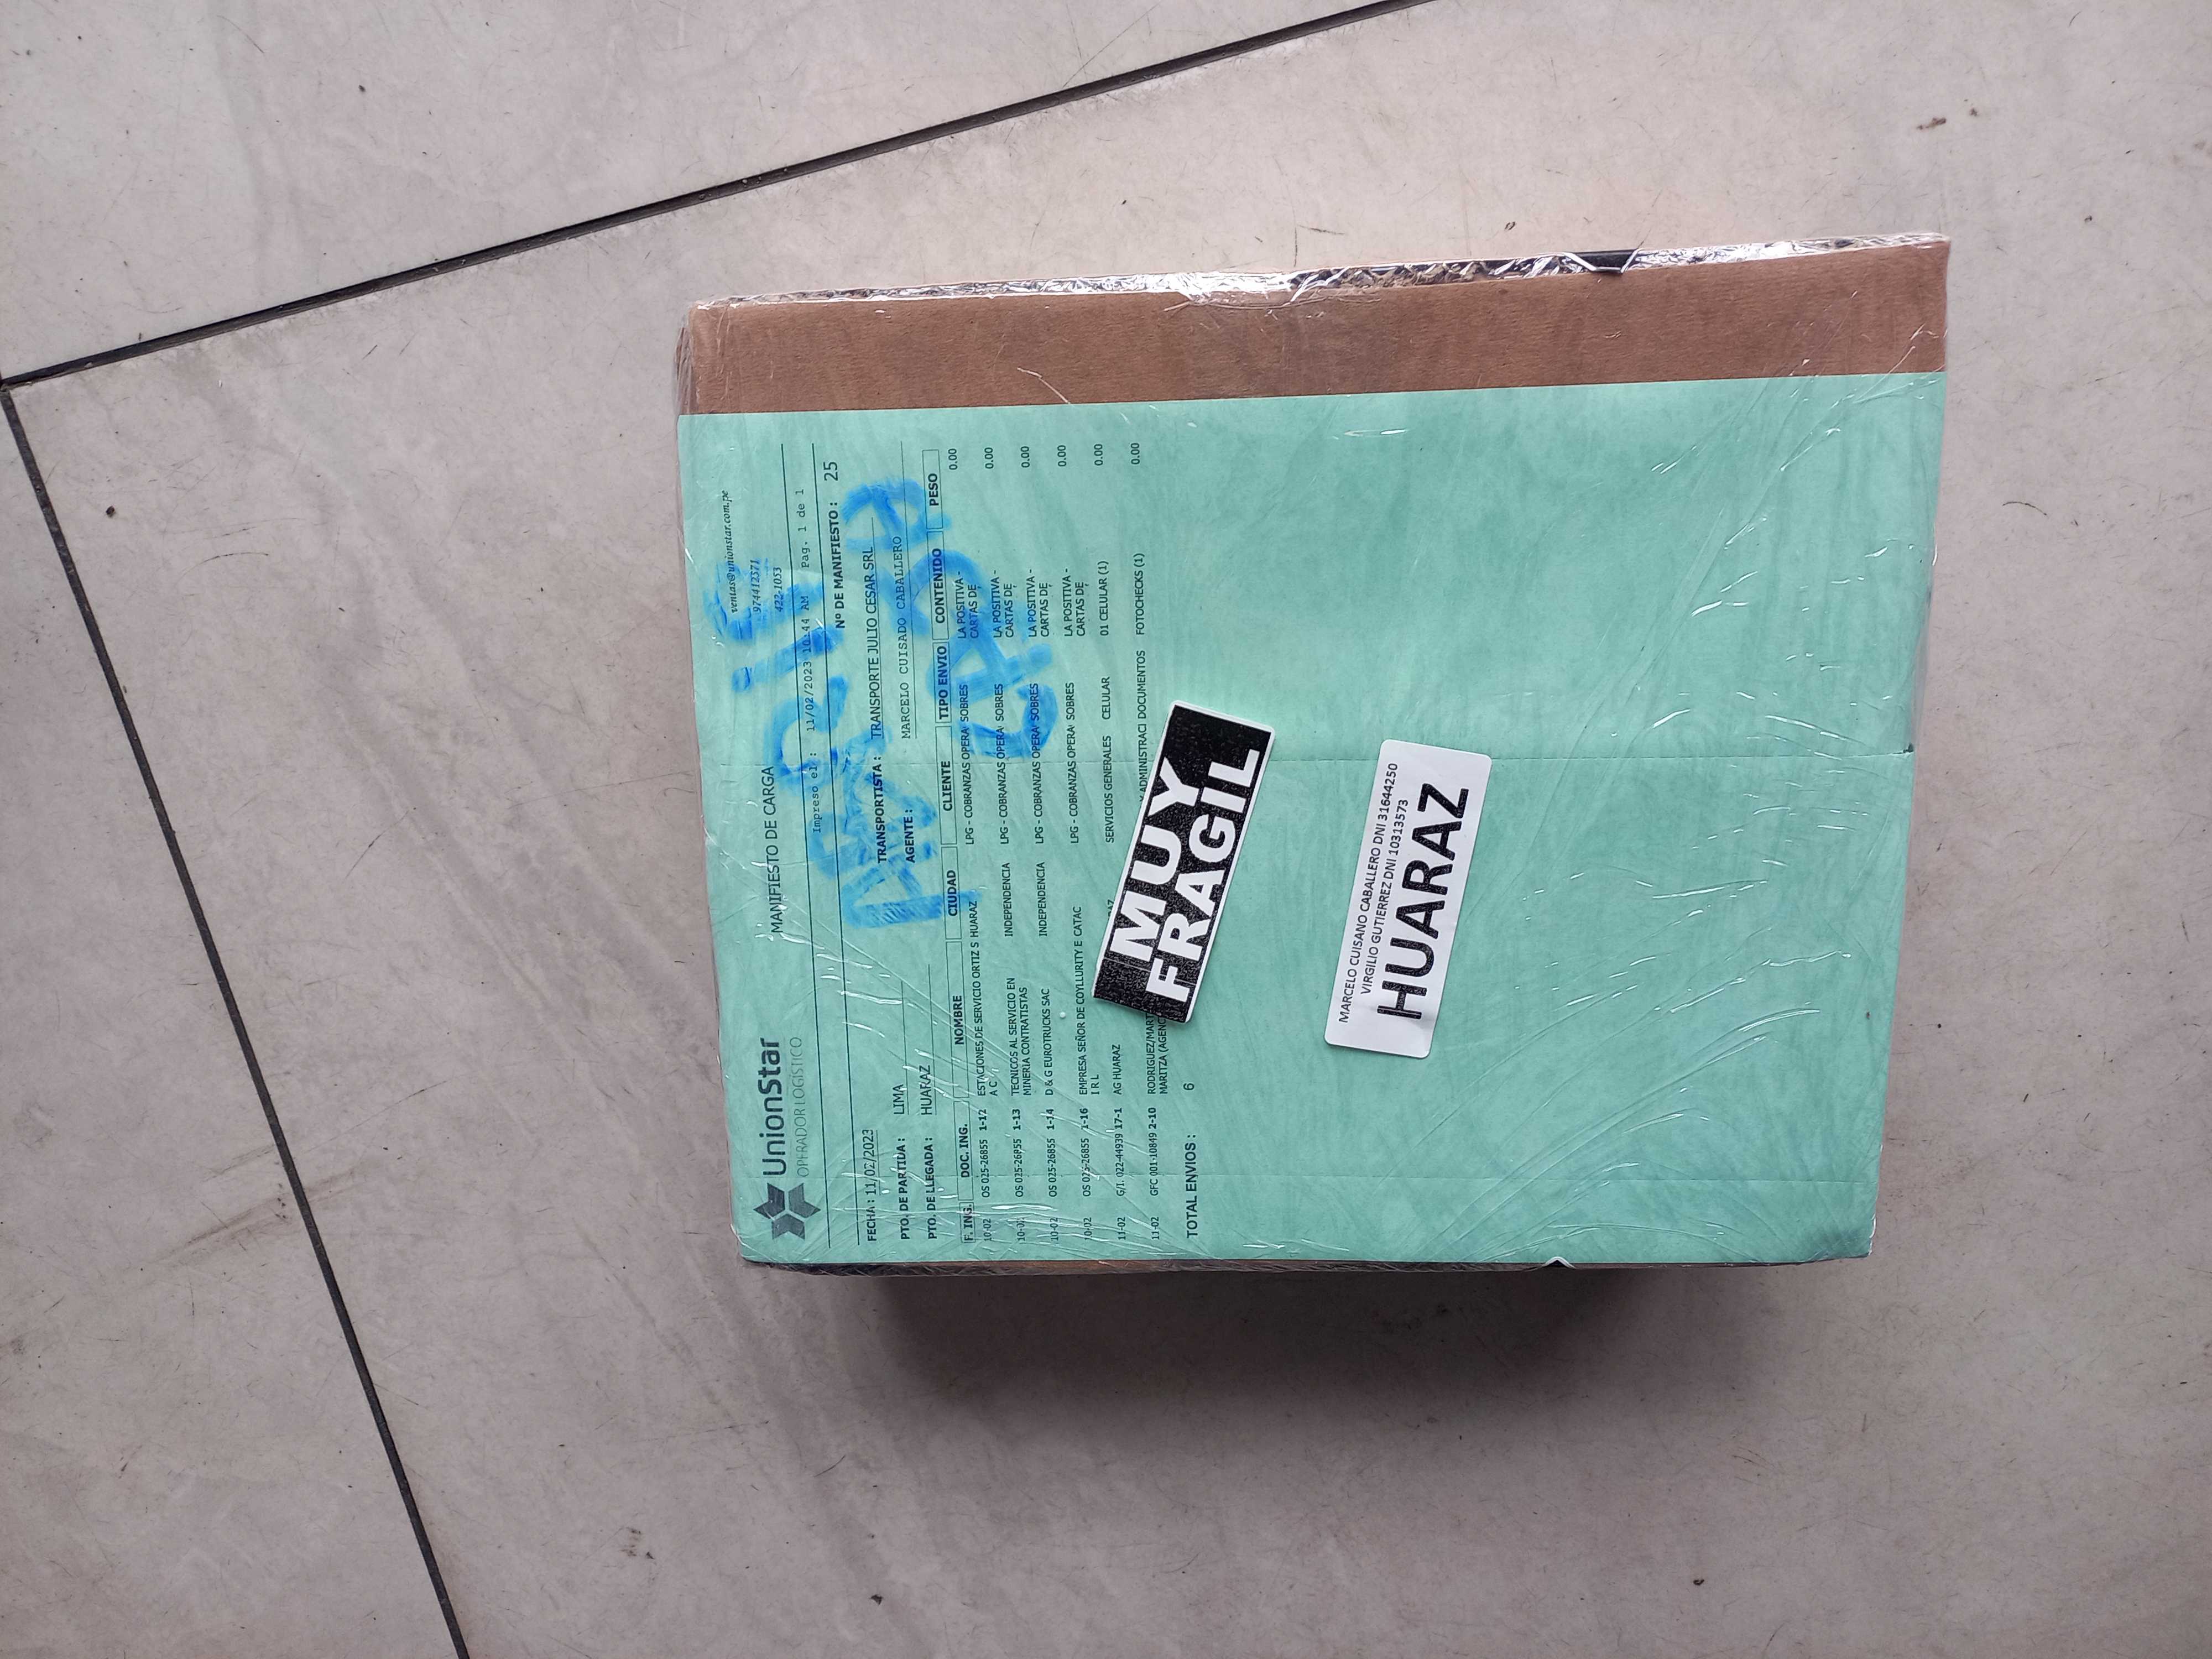 UnionStar
OPERADOR LOGÍSTICO
MANIFIESTO DE CARGA
ventas@unionstar.com.pe
974412371
422-1053
Impreso el : 11/02/2023 10:44 AM Pag. 1 de 1
FECHA : 11/02/2023
Nº DE MANIFIESTO : 25
PTO. DE PARTIDA : LIMA
TRANSPORTISTA : TRANSPORTE JULIO CESAR SRL
PTO. DE LLEGADA : HUARAZ
AGENTE : MARCELO CUISADO CABALLERO
F. ING. DOC. ING. NOMBRE CIUDAD CLIENTE TIPO ENVIO CONTENIDO PESO
10-02 OS 025-26855 1-12 ESTACIONES DE SERVICIO ORTIZ S HUARAZ LPG - COBRANZAS OPERA SOBRES LA POSITIVA - 0.00
A C CARTAS DE
10-02 OS 025-26855 1-13 TECNICOS AL SERVICIO EN INDEPENDENCIA LPG - COBRANZAS OPERA SOBRES LA POSITIVA - 0.00
MINERIA CONTRATISTAS CARTAS DE
10-02 OS 025-26855 1-14 D & G EUROTRUCKS SAC INDEPENDENCIA LPG - COBRANZAS OPERA SOBRES LA POSITIVA - 0.00
CARTAS DE
10-02 OS 025-26855 1-16 EMPRESA SEÑOR DE COYLLURITY E CATAC LPG - COBRANZAS OPERA SOBRES LA POSITIVA - 0.00
I R L CARTAS DE
11-02 G/I. 022-44939 17-1 AG HUARAZ SERVICIOS GENERALES CELULAR 01 CELULAR (1) 0.00
11-02 GFC 001-10849 2-10 Y ADMINISTRACI DOCUMENTOS FOTOCHECKS (1) 0.00
MARITZA
TOTAL ENVIOS : 6
MUY
FRAGIL
MARCELO CUISANO CABALLERO DNI 31644250
VIRGILIO GUTIERREZ DNI 10313573
HUARAZ